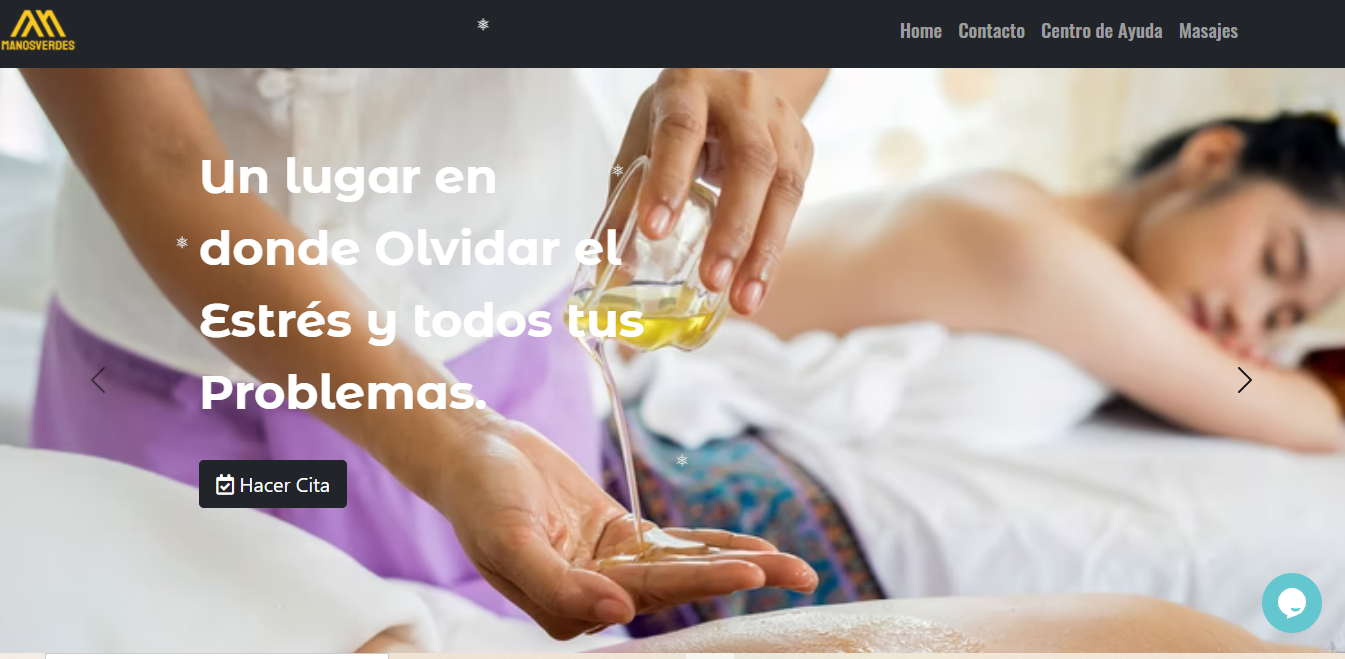 MANOSVERDES
Home Contacto Centro de Ayuda Masajes
Un lugar en
donde Olvidar el
Estrés y todos tus
Problemas.
Hacer Cita